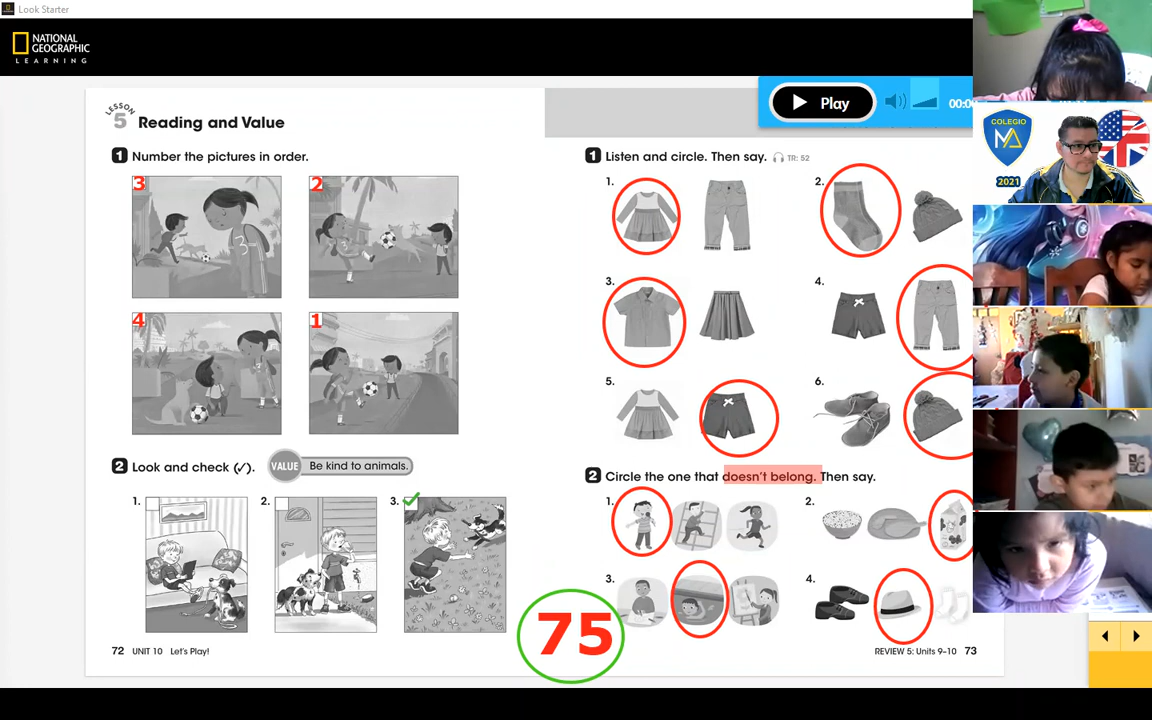 Look Starter
NATIONAL
GEOGRAPHIC
LEARNING
LESSON
5 Reading and Value
1 Number the pictures in order.
3
2
4
1
2 Look and check (✓).
VALUE Be kind to animals.
1.
2.
3.
72 UNIT 10 Let's Play!
75
Play
00:0
1 Listen and circle. Then say. TR: 52
1.
2.
3.
4.
5.
6.
2 Circle the one that doesn't belong. Then say.
1.
2.
3.
4.
REVIEW 5: Units 9–10 73
COLEGIO
MA
2021